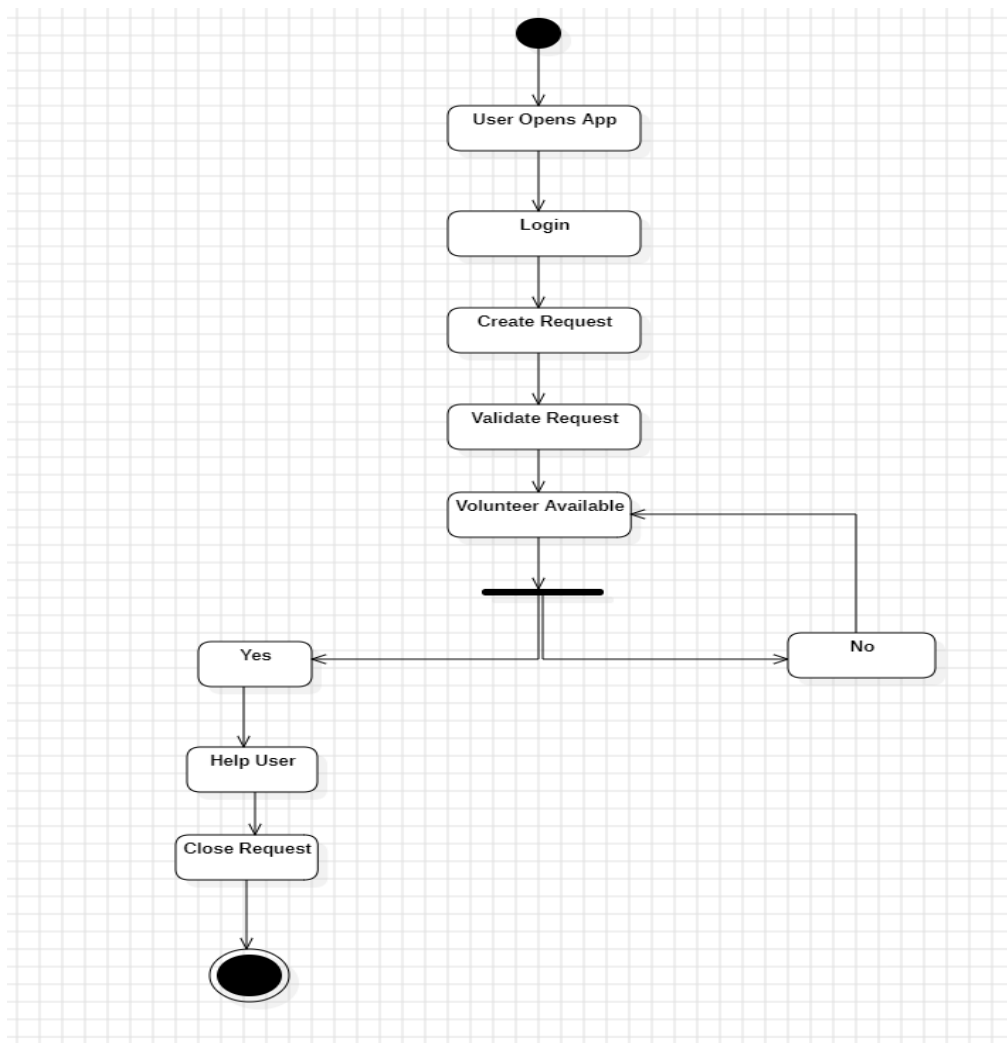 User Opens App
Login
Create Request
Validate Request
Volunteer Available
Yes
No
Help User
Close Request